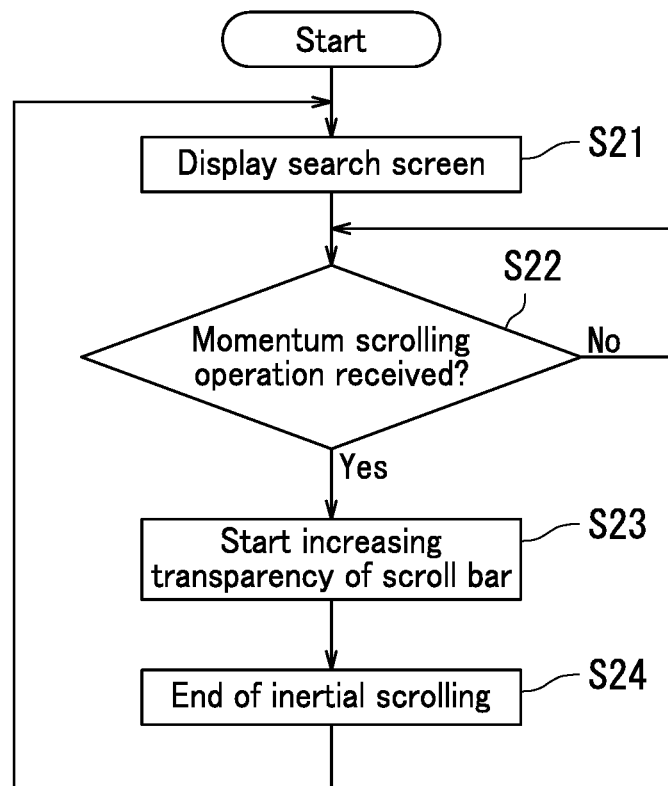 Start
Display search screen
S21
S22
Momentum scrolling
operation received?
No
Yes
Start increasing
transparency of scroll bar
S23
End of inertial scrolling
S24